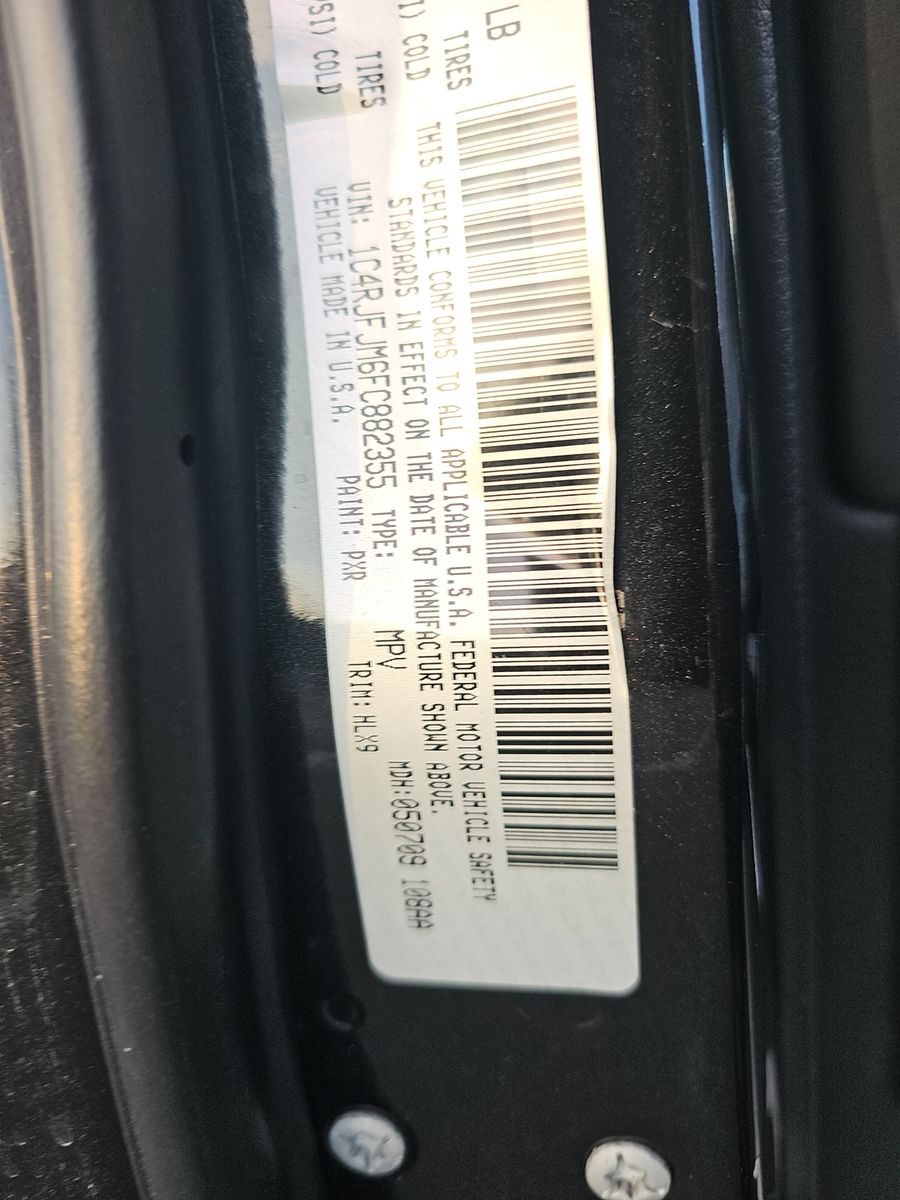 LB
TIRES
I) COLD
THIS VEHICLE CONFORMS TO ALL APPLICABLE U.S.A. FEDERAL MOTOR VEHICLE SAFETY
STANDARDS IN EFFECT ON THE DATE OF MANUFACTURE SHOWN ABOVE.
TIRES
PSI) COLD
VIN: 1C4RJFJM6FC882355 TYPE: MPV MDH:050709 108AA
VEHICLE MADE IN U.S.A. PAINT: PXR TRIM: HLX9